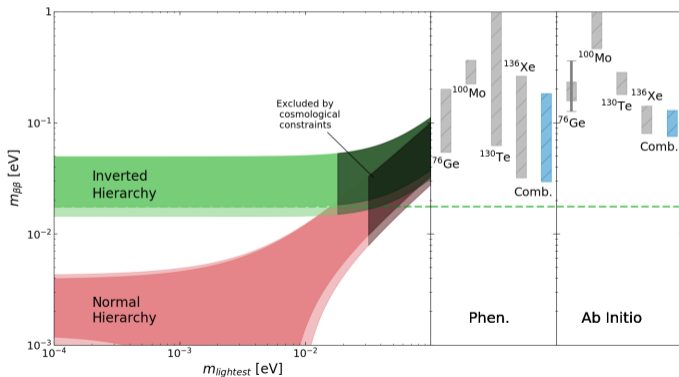 1
10⁻¹
10⁻²
10⁻³
m_ββ [eV]
Excluded by
cosmological
constraints
Inverted
Hierarchy
Normal
Hierarchy
10⁻⁴
10⁻³
10⁻²
m_lightest [eV]
⁷⁶Ge
¹⁰⁰Mo
¹³⁰Te
¹³⁶Xe
Comb.
Phen.
⁷⁶Ge
¹⁰⁰Mo
¹³⁰Te
¹³⁶Xe
Comb.
Ab Initio